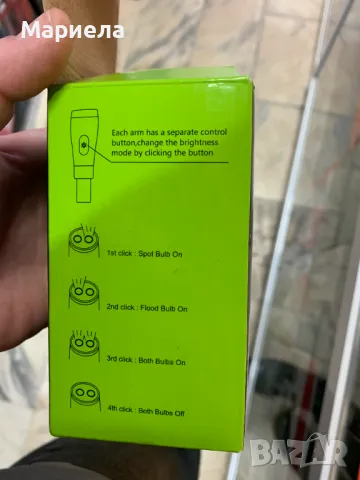 Мариела
Each arm has a separate control
button,change the brightness
mode by clicking the button
1st click : Spot Bulb On
2nd click : Flood Bulb On
3rd click : Both Bulbs On
4th click : Both Bulbs Off
BAZAR